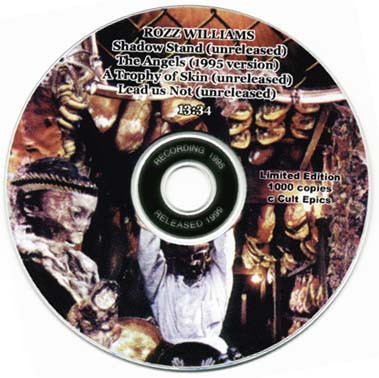 ROZZ WILLIAMS
Shadow Stand (unreleased)
The Angels (1995 version)
A Trophy of Skin (unreleased)
Lead us Not (unreleased)
13:34
RECORDING 1995
RELEASED 1999
Limited Edition
1000 copies
c Cult Epics